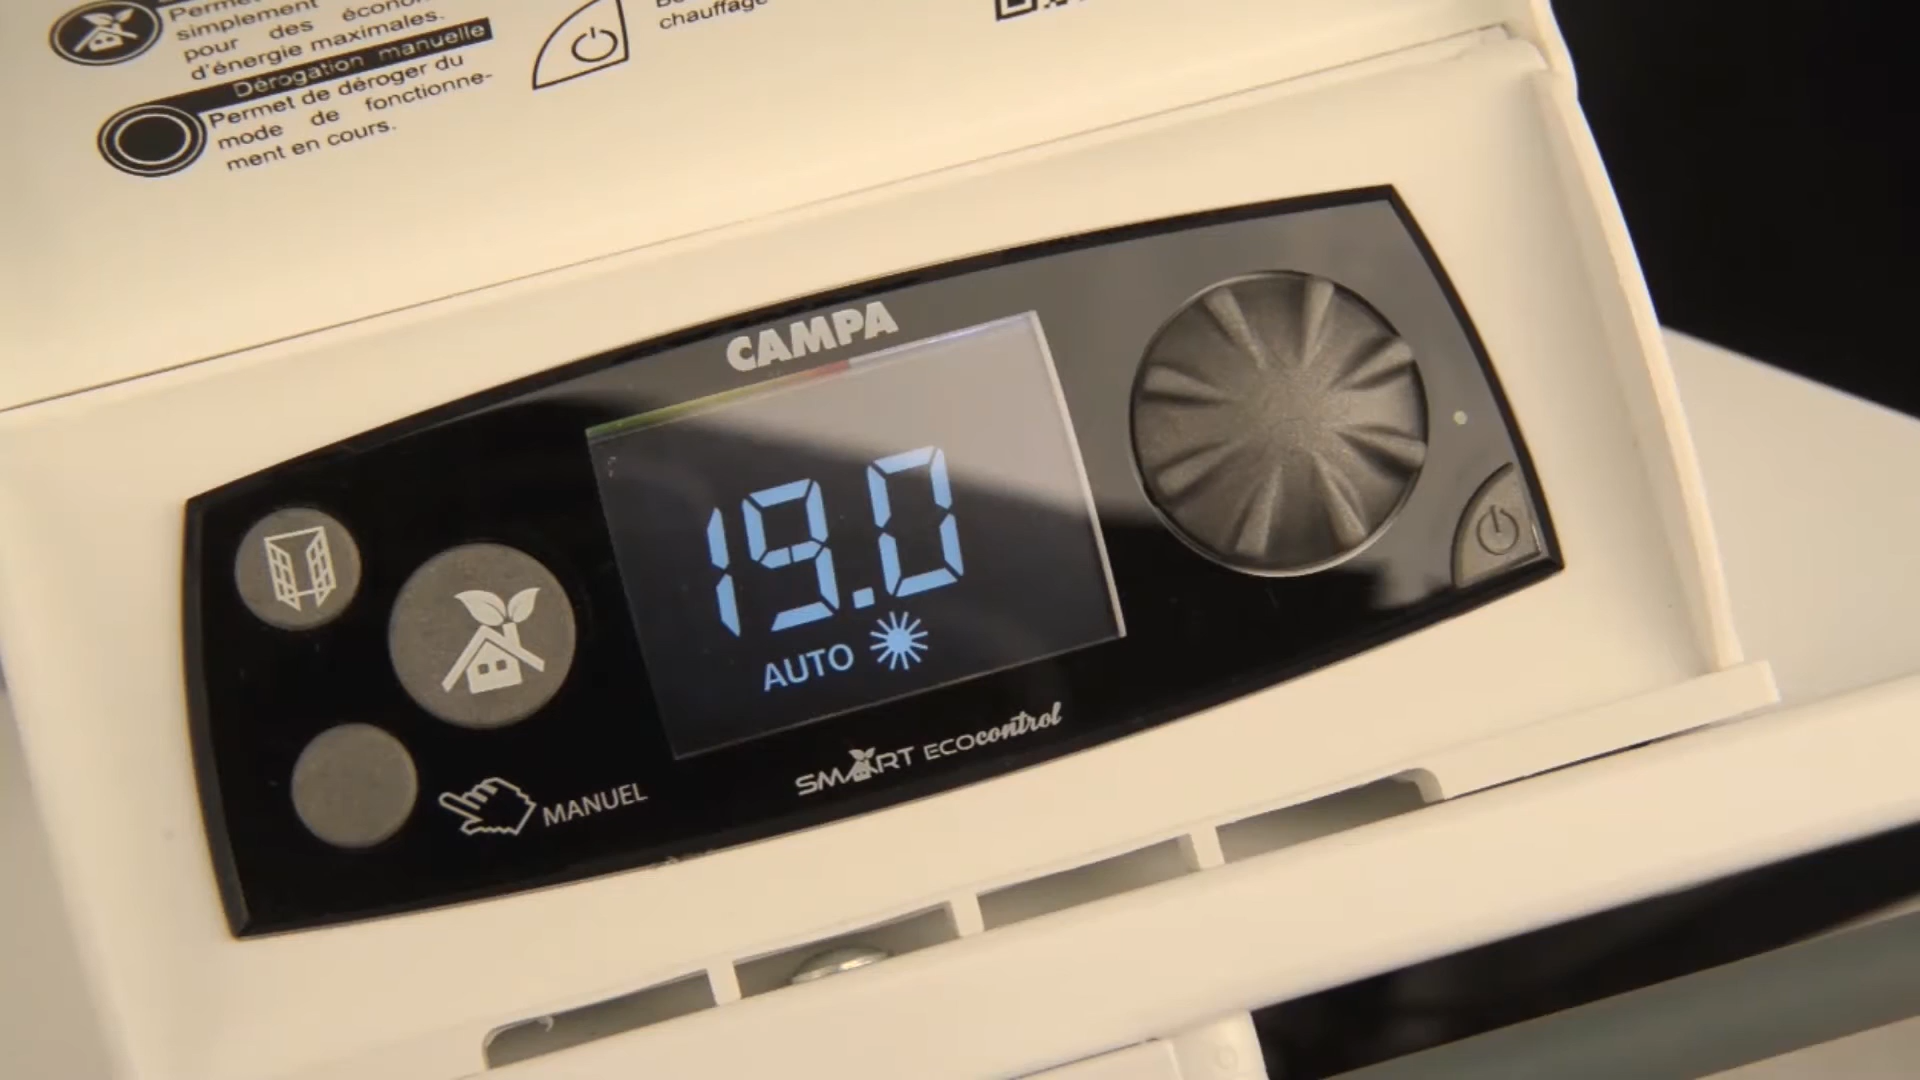 simplement
pour des
d'énergie maximales.
Dérogation manuelle
Permet de déroger du
mode de fonctionne-
ment en cours.
chauffage
CAMPA
19.0
AUTO
SMART ECOcontrol
MANUEL